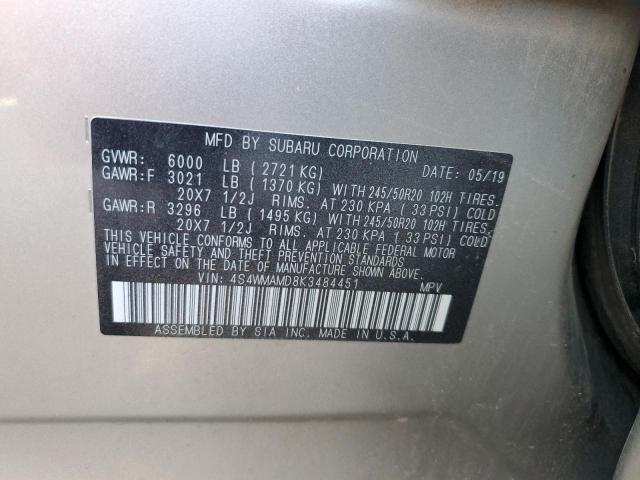 MFD BY SUBARU CORPORATION
GVWR: 6000 LB ( 2721 KG) DATE: 05/19
GAWR:F 3021 LB ( 1370 KG) WITH 245/50R20 102H TIRES,
20X7 1/2J RIMS, AT 230 KPA ( 33 PSI) COLD
GAWR:R 3296 LB ( 1495 KG) WITH 245/50R20 102H TIRES,
20X7 1/2J RIMS, AT 230 KPA ( 33 PSI) COLD
THIS VEHICLE CONFORMS TO ALL APPLICABLE FEDERAL MOTOR
VEHICLE SAFETY AND THEFT PREVENTION STANDARDS
IN EFFECT ON THE DATE OF MANUFACTURE SHOWN ABOVE.
VIN: 4S4WMAMD8K3484451 MPV
ASSEMBLED BY SIA INC. MADE IN U.S.A.